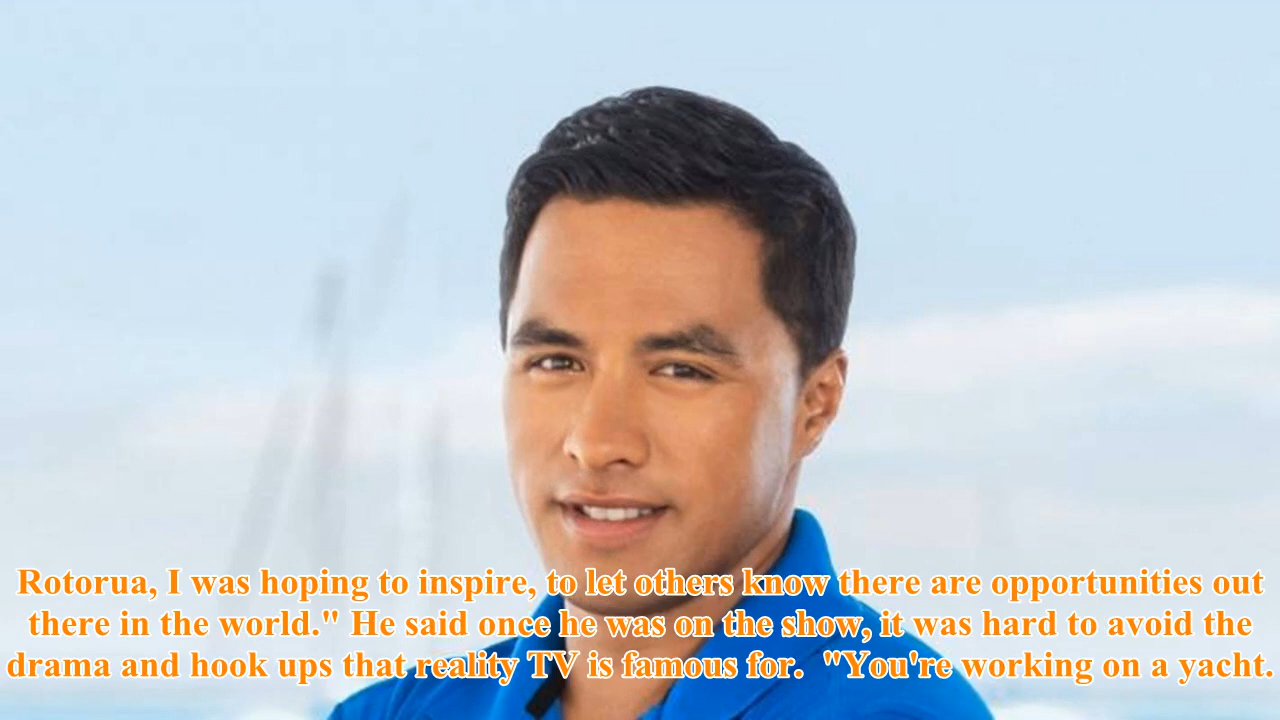 Rotorua, I was hoping to inspire, to let others know there are opportunities out
there in the world." He said once he was on the show, it was hard to avoid the
drama and hook ups that reality TV is famous for.  "You're working on a yacht.